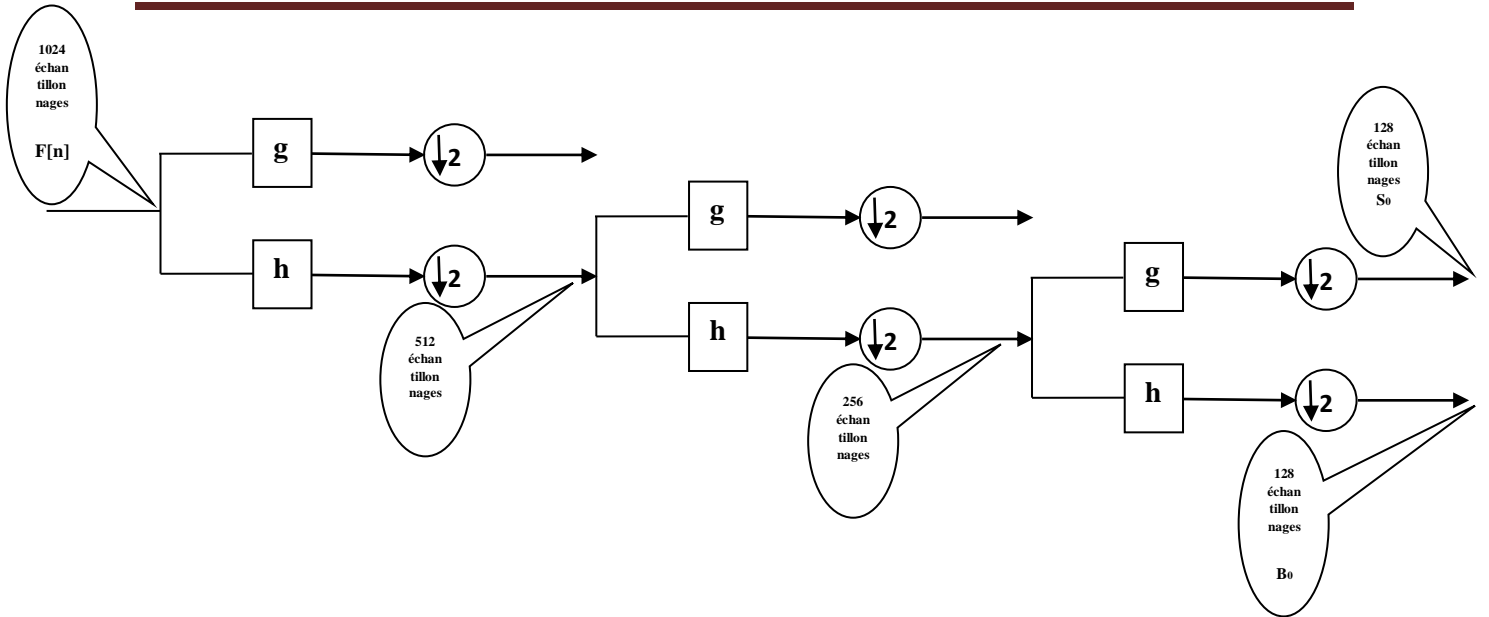 1024
échan
tillon
nages
F[n]
g
↓2
h
↓2
512
échan
tillon
nages
g
↓2
h
↓2
256
échan
tillon
nages
g
↓2
128
échan
tillon
nages
S0
h
↓2
128
échan
tillon
nages
B0